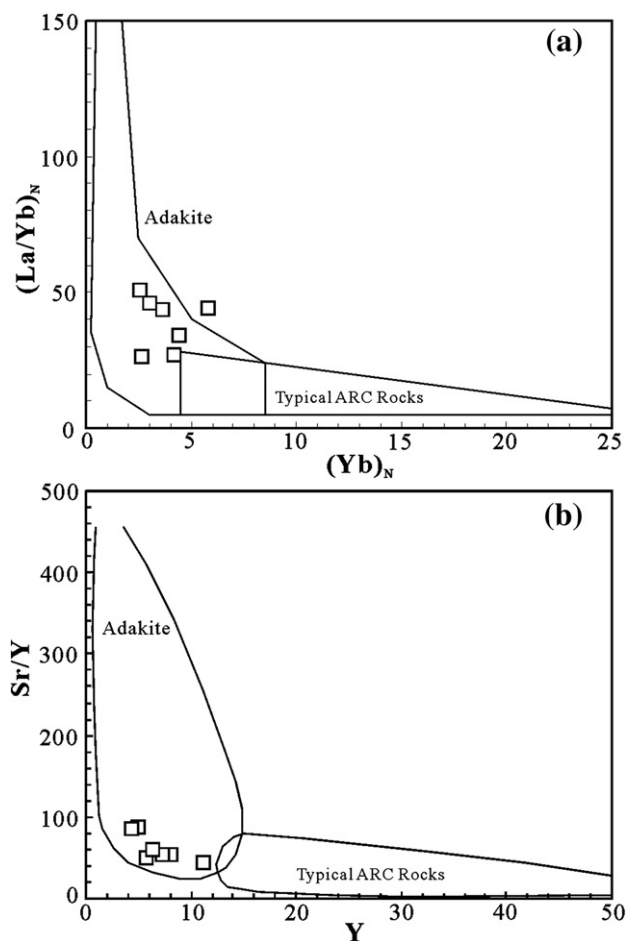 (a)
150
100
50
0
(La/Yb)N
Adakite
Typical ARC Rocks
0 5 10 15 20 25
(Yb)N
(b)
500
400
300
200
100
0
Sr/Y
Adakite
Typical ARC Rocks
0 10 20 30 40 50
Y